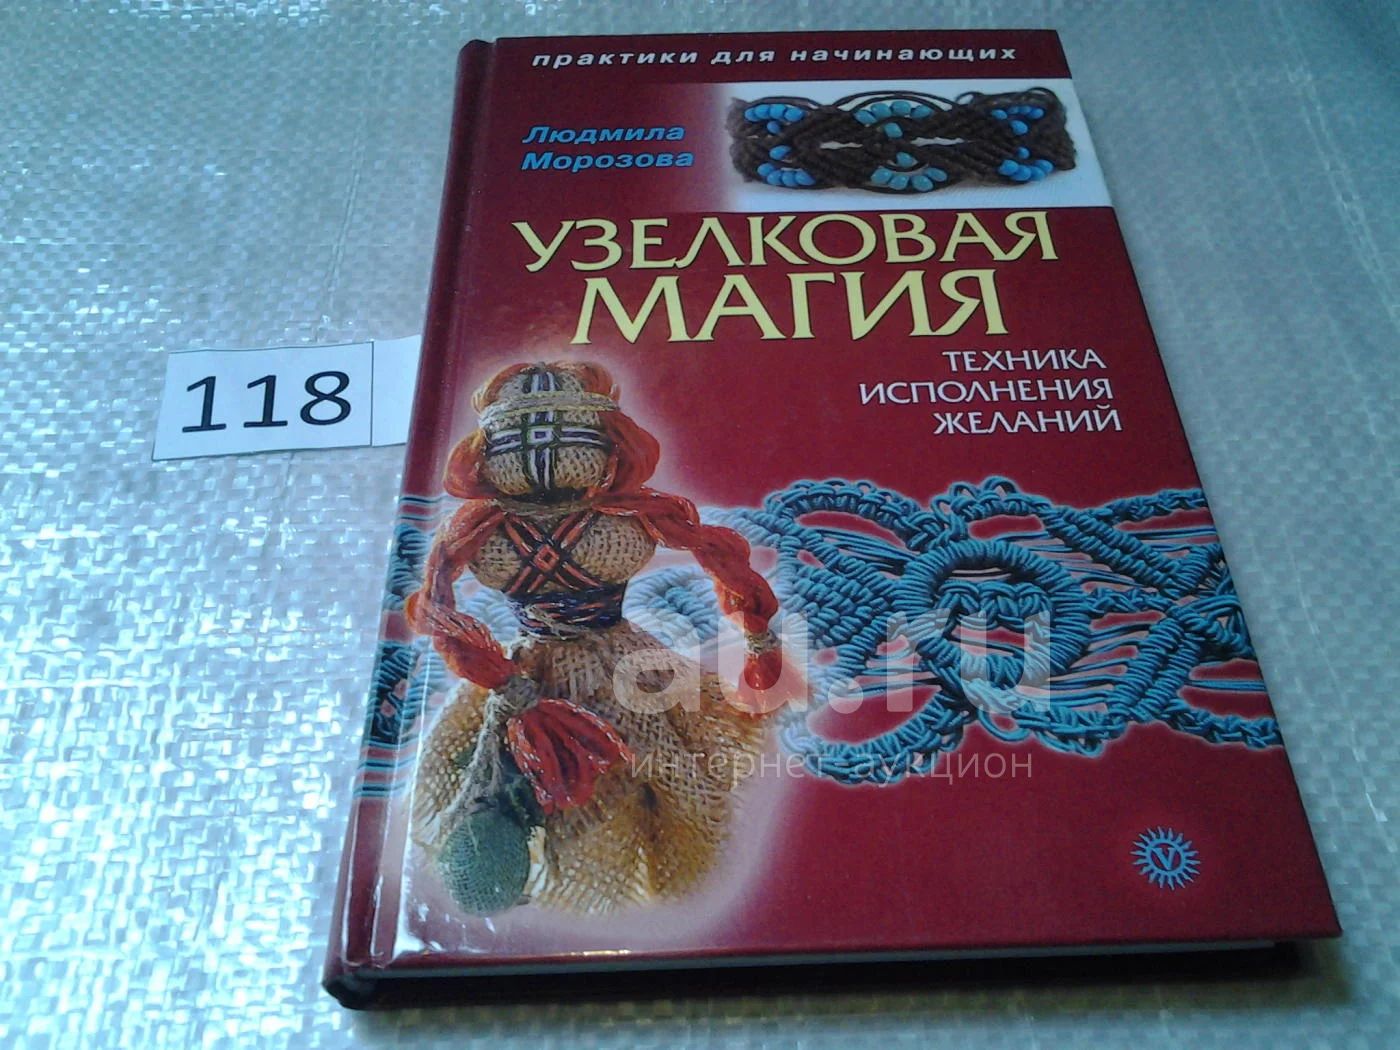 практики для начинающих
Людмила
Морозова
УЗЕЛКОВАЯ
МАГИЯ
ТЕХНИКА
ИСПОЛНЕНИЯ
ЖЕЛАНИЙ
118
au.ru
интернет аукцион
V